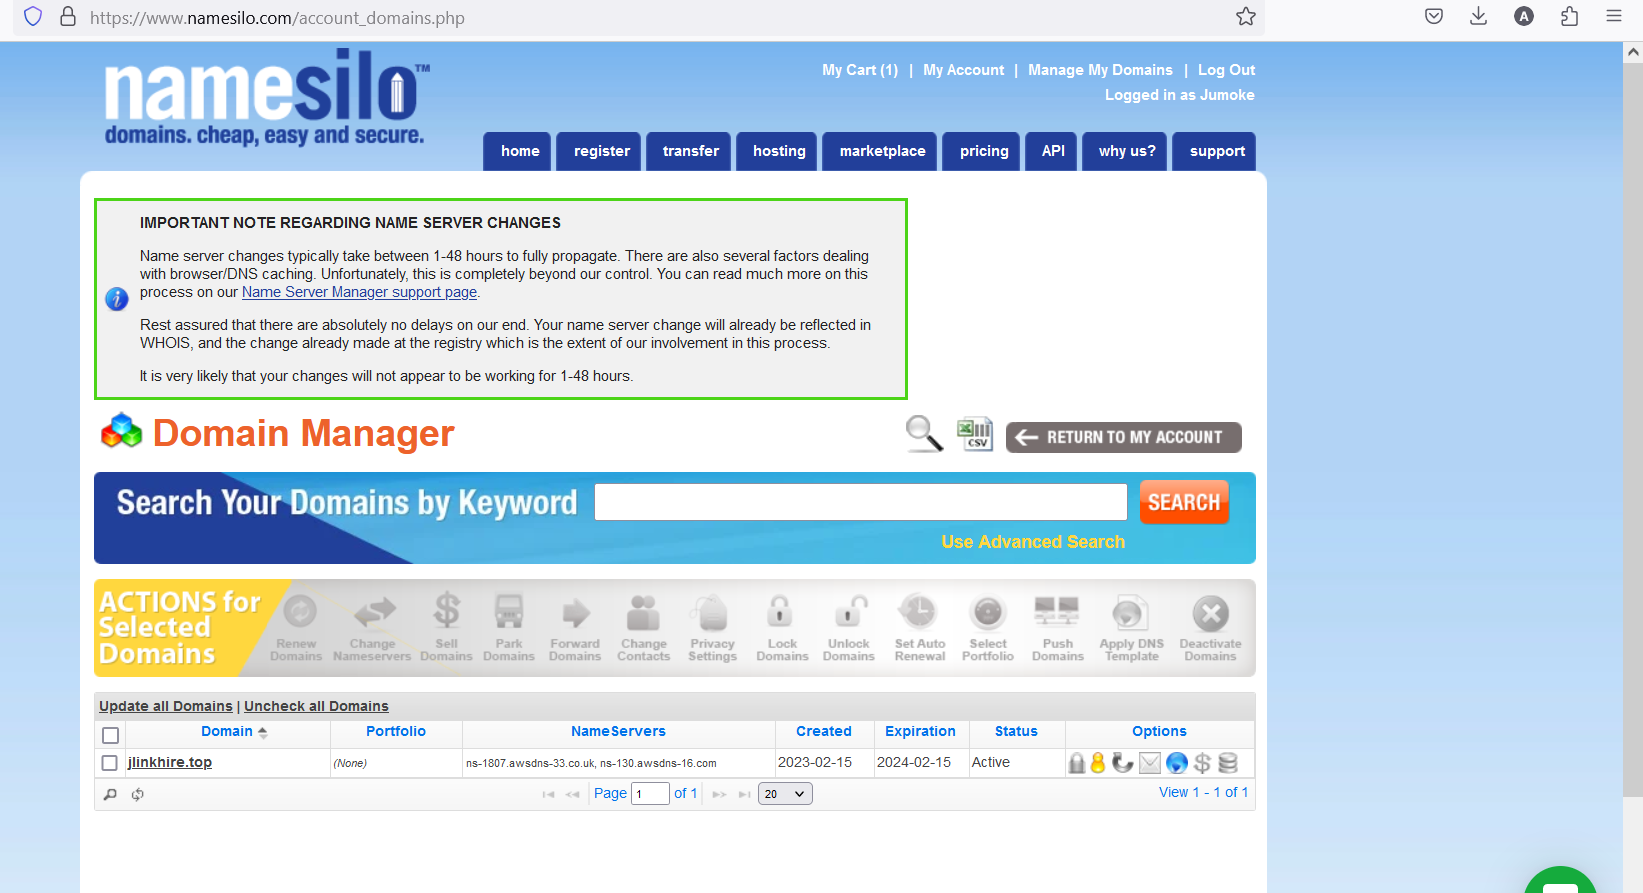 https://www.namesilo.com/account_domains.php
A
namesilo™
domains. cheap, easy and secure.
My Cart (1) | My Account | Manage My Domains | Log Out
Logged in as Jumoke
home register transfer hosting marketplace pricing API why us? support
IMPORTANT NOTE REGARDING NAME SERVER CHANGES
Name server changes typically take between 1-48 hours to fully propagate. There are also several factors dealing
with browser/DNS caching. Unfortunately, this is completely beyond our control. You can read much more on this
process on our Name Server Manager support page.
Rest assured that there are absolutely no delays on our end. Your name server change will already be reflected in
WHOIS, and the change already made at the registry which is the extent of our involvement in this process.
It is very likely that your changes will not appear to be working for 1-48 hours.
Domain Manager
CSV
RETURN TO MY ACCOUNT
Search Your Domains by Keyword
SEARCH
Use Advanced Search
ACTIONS for
Selected
Domains
Renew Domains
Change Nameservers
Sell Domains
Park Domains
Forward Domains
Change Contacts
Privacy Settings
Lock Domains
Unlock Domains
Set Auto Renewal
Select Portfolio
Push Domains
Apply DNS Template
Deactivate Domains
Update all Domains | Uncheck all Domains
Domain Portfolio NameServers Created Expiration Status Options
jlinkhire.top (None) ns-1807.awsdns-33.co.uk, ns-130.awsdns-16.com 2023-02-15 2024-02-15 Active
Page 1 of 1 20 View 1 - 1 of 1